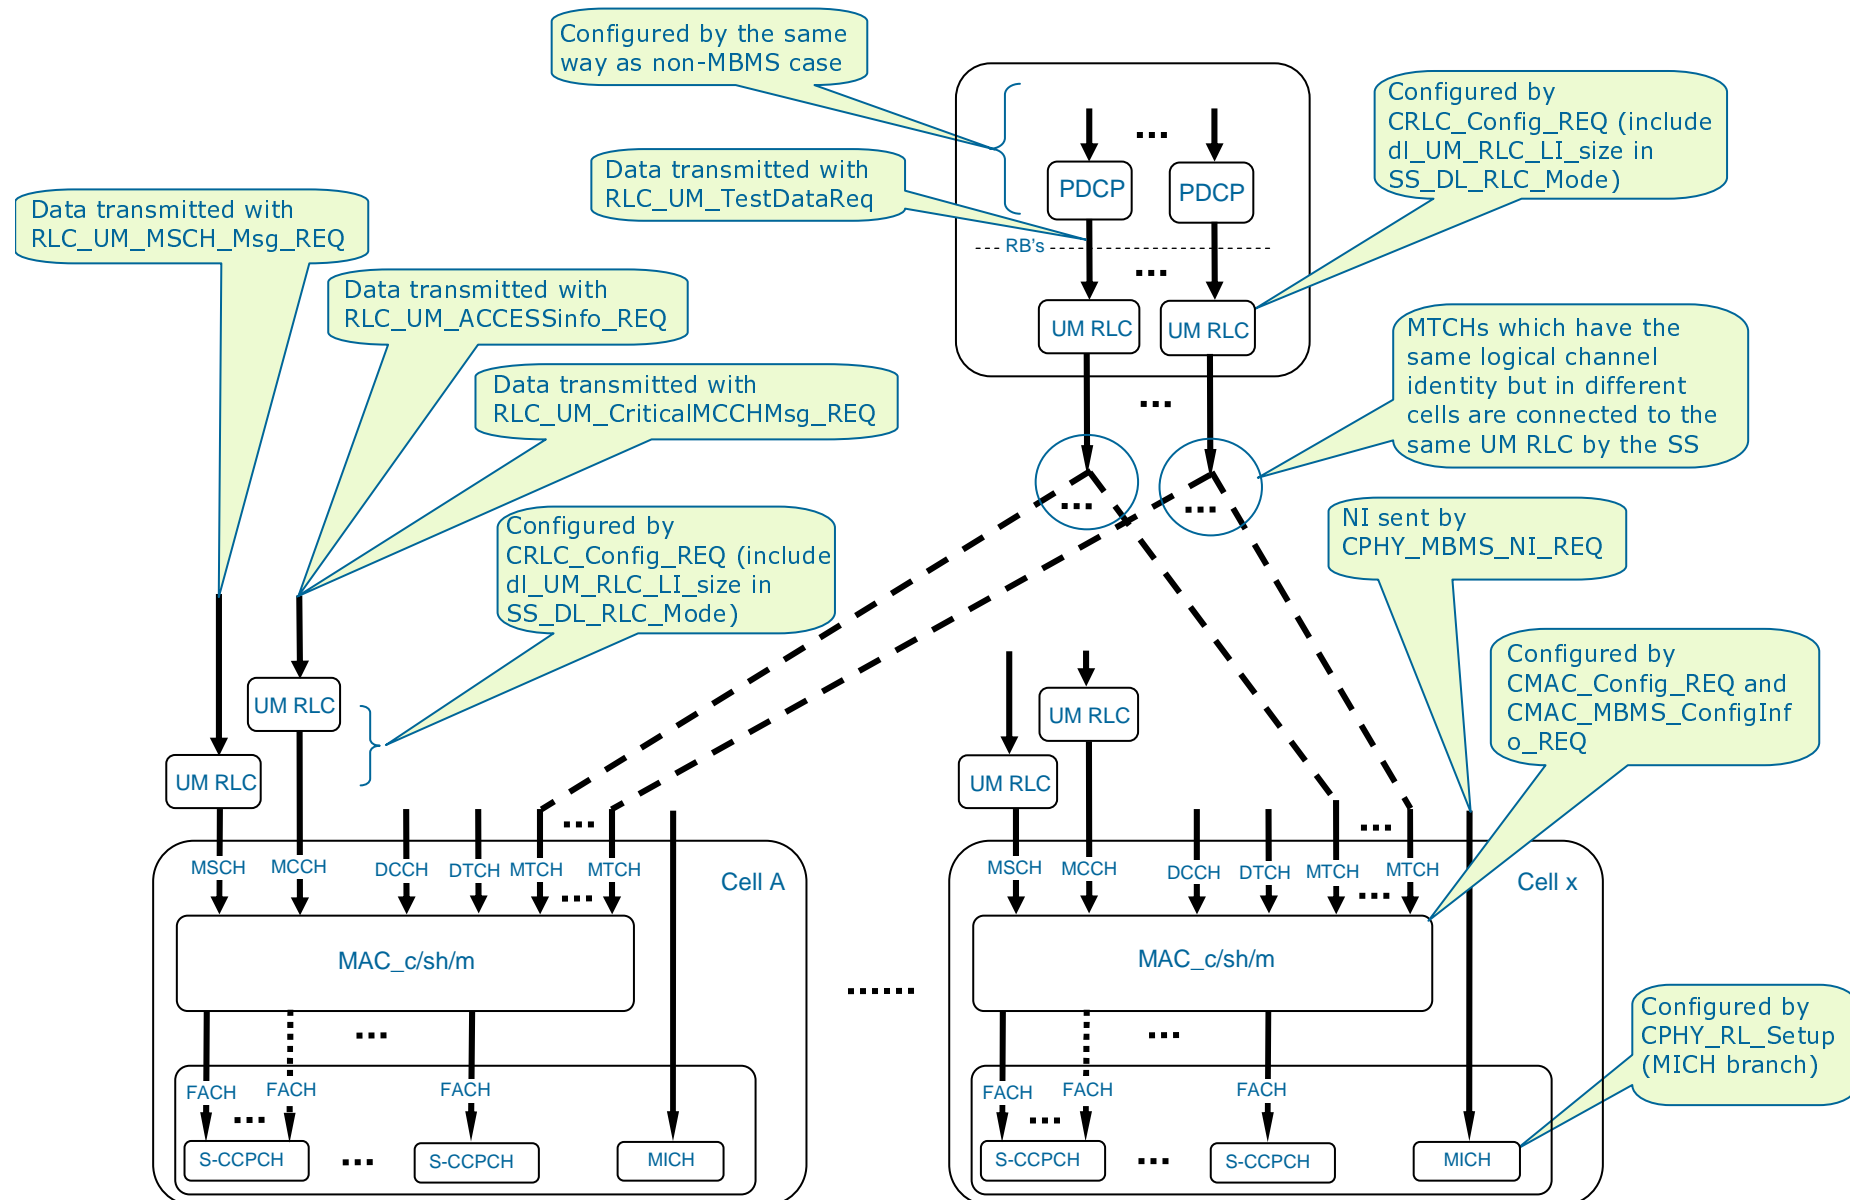 Configured by the same
way as non-MBMS case
Configured by
CRLC_Config_REQ (include
dl_UM_RLC_LI_size in
SS_DL_RLC_Mode)
Data transmitted with
RLC_UM_TestDataReq
PDCP
PDCP
Data transmitted with
RLC_UM_MSCH_Msg_REQ
RB's
Data transmitted with
RLC_UM_ACCESSinfo_REQ
UM RLC
UM RLC
MTCHs which have the
same logical channel
identity but in different
cells are connected to the
same UM RLC by the SS
Data transmitted with
RLC_UM_CriticalMCCHMsg_REQ
Configured by
CRLC_Config_REQ (include
dl_UM_RLC_LI_size in
SS_DL_RLC_Mode)
NI sent by
CPHY_MBMS_NI_REQ
Configured by
CMAC_Config_REQ and
CMAC_MBMS_ConfigInf
o_REQ
UM RLC
UM RLC
UM RLC
UM RLC
MSCH
MCCH
DCCH
DTCH
MTCH
MTCH
Cell A
MSCH
MCCH
DCCH
DTCH
MTCH
MTCH
Cell x
MAC_c/sh/m
MAC_c/sh/m
Configured by
CPHY_RL_Setup
(MICH branch)
FACH
FACH
FACH
FACH
FACH
FACH
S-CCPCH
S-CCPCH
MICH
S-CCPCH
S-CCPCH
MICH